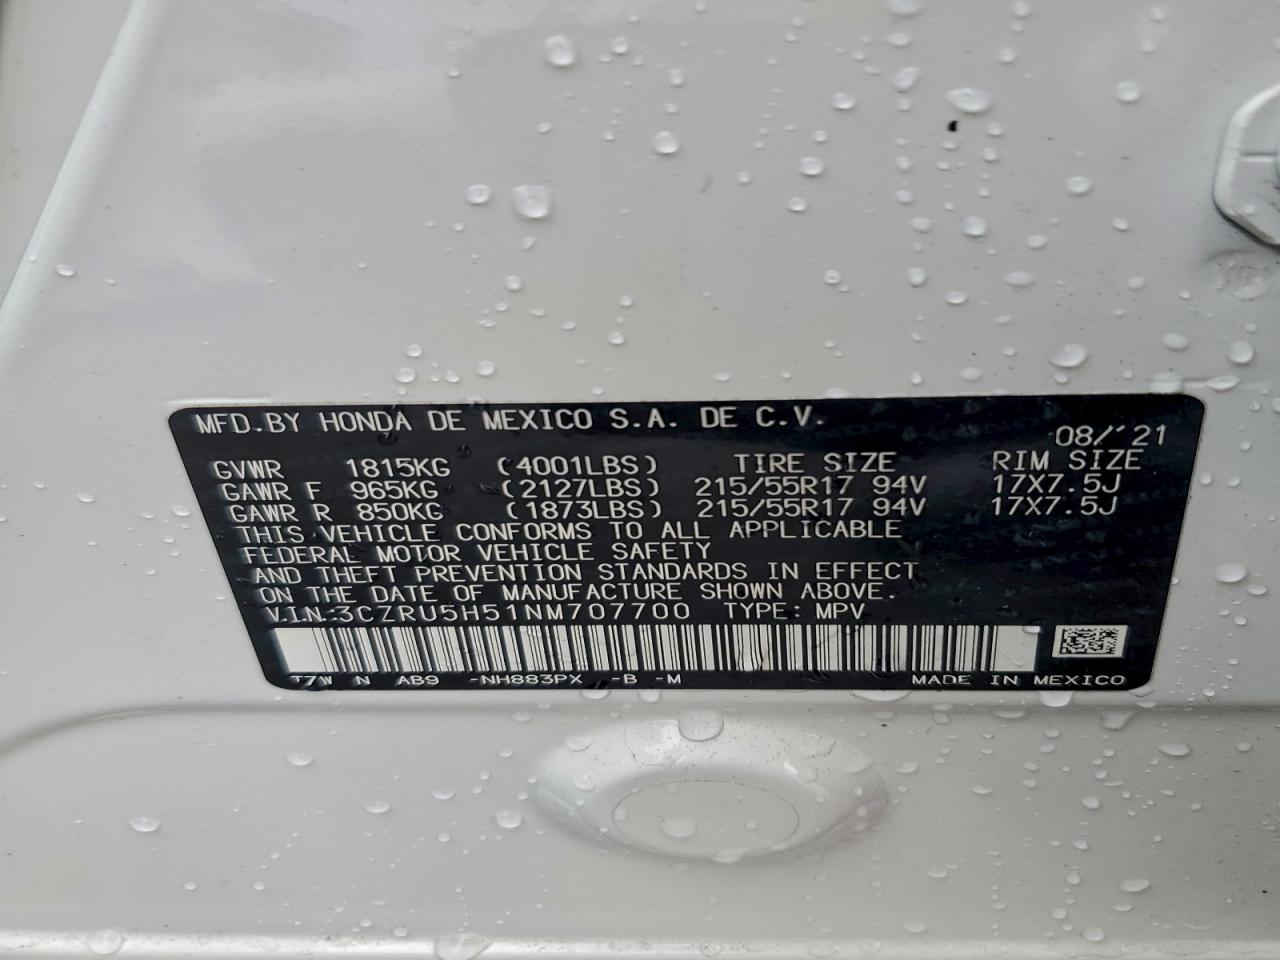 MFD. BY HONDA DE MEXICO S.A. DE C.V.
08/'21
GVWR 1815KG (4001LBS) TIRE SIZE RIM SIZE
GAWR F 965KG (2127LBS) 215/55R17 94V 17X7.5J
GAWR R 850KG (1873LBS) 215/55R17 94V 17X7.5J
THIS VEHICLE CONFORMS TO ALL APPLICABLE
FEDERAL MOTOR VEHICLE SAFETY
AND THEFT PREVENTION STANDARDS IN EFFECT
ON THE DATE OF MANUFACTURE SHOWN ABOVE.
V.I.N:3CZRU5H51NM707700 TYPE: MPV
T7W N AB9 -NH883PX -B -M MADE IN MEXICO